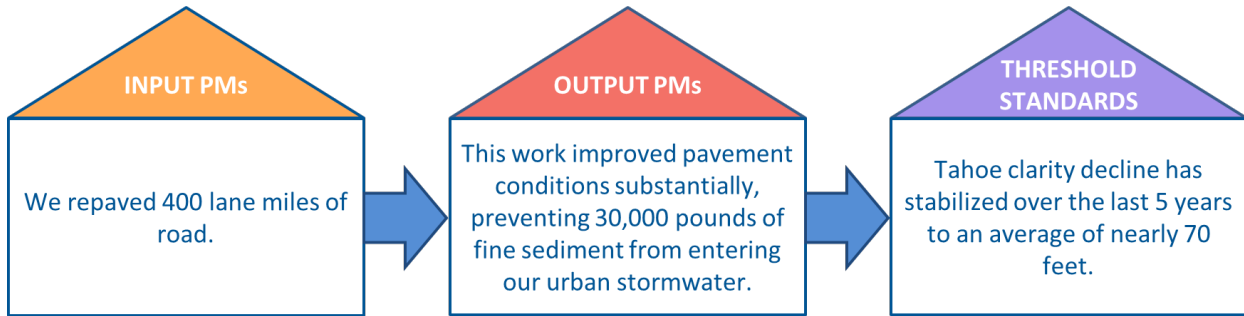 INPUT PMs
We repaved 400 lane miles of
road.
OUTPUT PMs
This work improved pavement
conditions substantially,
preventing 30,000 pounds of
fine sediment from entering
our urban stormwater.
THRESHOLD
STANDARDS
Tahoe clarity decline has
stabilized over the last 5 years
to an average of nearly 70
feet.